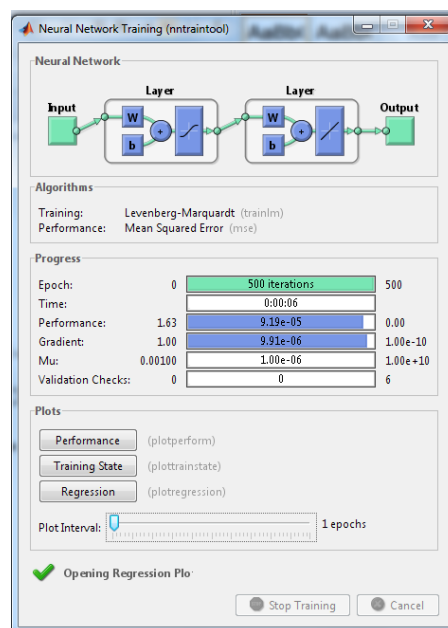 Neural Network Training (nntraintool)
Neural Network
Layer Layer
Input Output
W W
+ +
b b
Algorithms
Training: Levenberg-Marquardt (trainlm)
Performance: Mean Squared Error (mse)
Progress
Epoch: 0 500 iterations 500
Time: 0:00:06
Performance: 1.63 9.19e-05 0.00
Gradient: 1.00 9.91e-06 1.00e-10
Mu: 0.00100 1.00e-06 1.00e+10
Validation Checks: 0 0 6
Plots
Performance (plotperform)
Training State (plottrainstate)
Regression (plotregression)
Plot Interval: 1 epochs
Opening Regression Plo
Stop Training Cancel